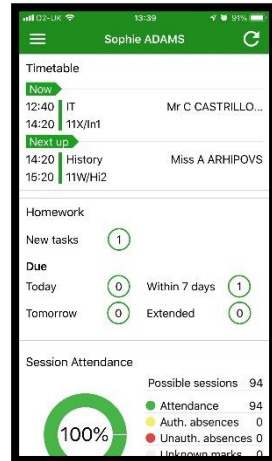 O2-UK 13:39 91%
Sophie ADAMS
Timetable
Now
12:40 IT Mr C CASTRILLO...
14:20 11X/In1
Next up
14:20 History Miss A ARHIPOVS
15:20 11W/Hi2
Homework
New tasks 1
Due
Today 0 Within 7 days 1
Tomorrow 0 Extended 0
Session Attendance
Possible sessions 94
Attendance 94
Auth. absences 0
100% Unauth. absences 0
Unknown marks 0